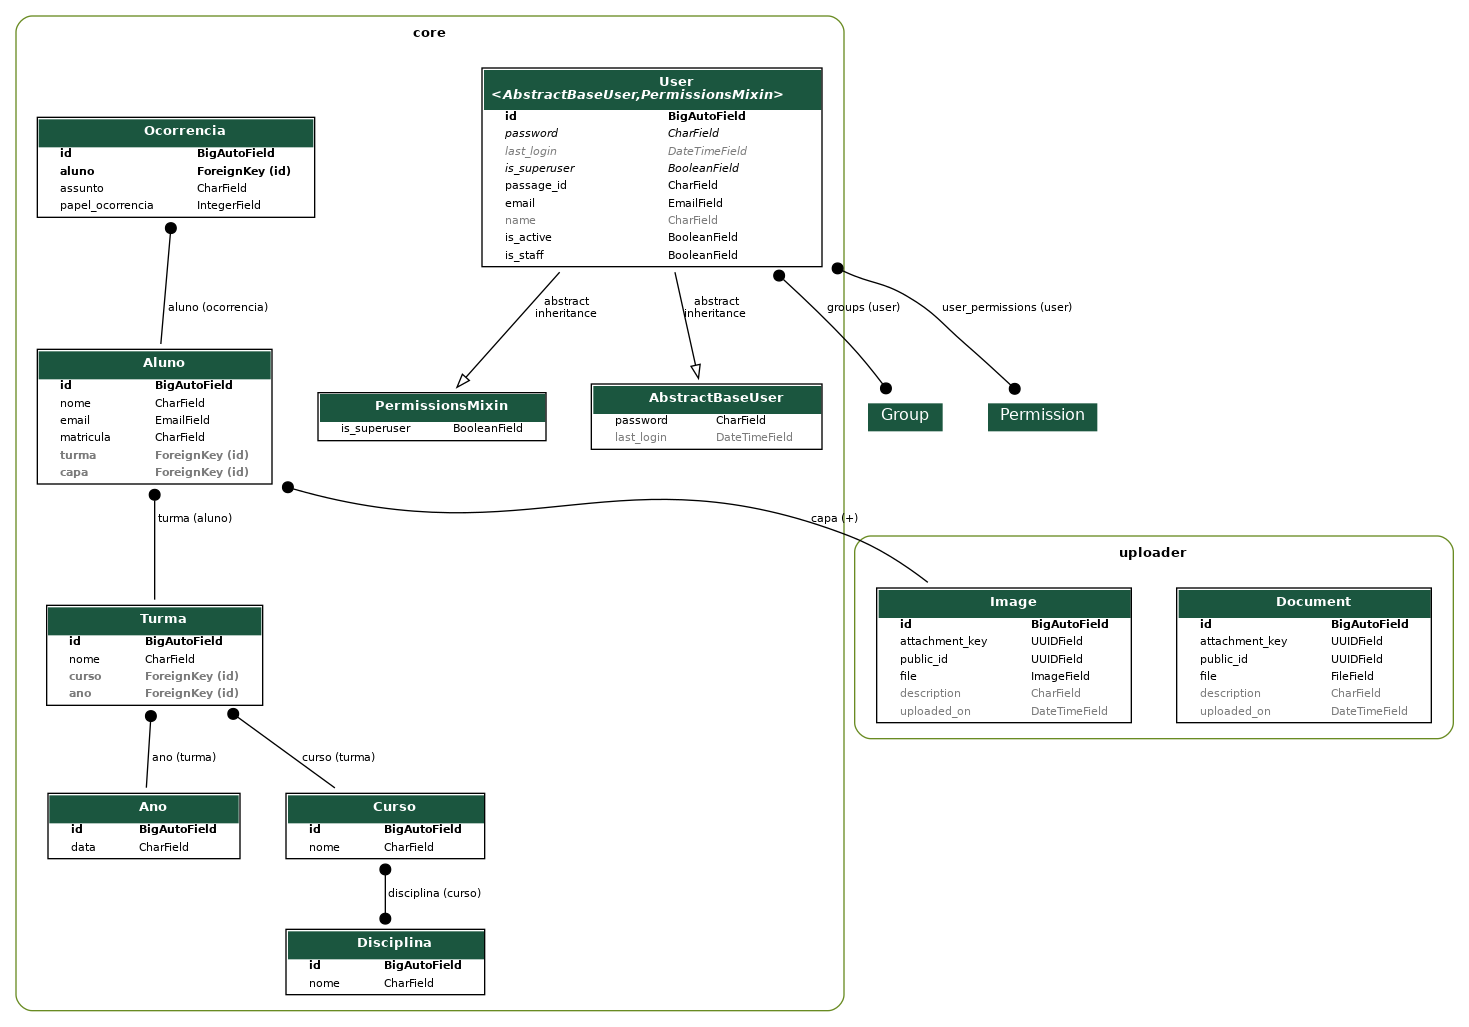 core
User
<AbstractBaseUser,PermissionsMixin>
id BigAutoField
password CharField
last_login DateTimeField
is_superuser BooleanField
passage_id CharField
email EmailField
name CharField
is_active BooleanField
is_staff BooleanField
Ocorrencia
id BigAutoField
aluno ForeignKey (id)
assunto CharField
papel_ocorrencia IntegerField
aluno (ocorrencia)
abstract
inheritance
abstract
inheritance
groups (user)
user_permissions (user)
Aluno
id BigAutoField
nome CharField
email EmailField
matricula CharField
turma ForeignKey (id)
capa ForeignKey (id)
PermissionsMixin
is_superuser BooleanField
AbstractBaseUser
password CharField
last_login DateTimeField
Group
Permission
turma (aluno)
capa (+)
uploader
Image
id BigAutoField
attachment_key UUIDField
public_id UUIDField
file ImageField
description CharField
uploaded_on DateTimeField
Document
id BigAutoField
attachment_key UUIDField
public_id UUIDField
file FileField
description CharField
uploaded_on DateTimeField
Turma
id BigAutoField
nome CharField
curso ForeignKey (id)
ano ForeignKey (id)
ano (turma)
curso (turma)
Ano
id BigAutoField
data CharField
Curso
id BigAutoField
nome CharField
disciplina (curso)
Disciplina
id BigAutoField
nome CharField